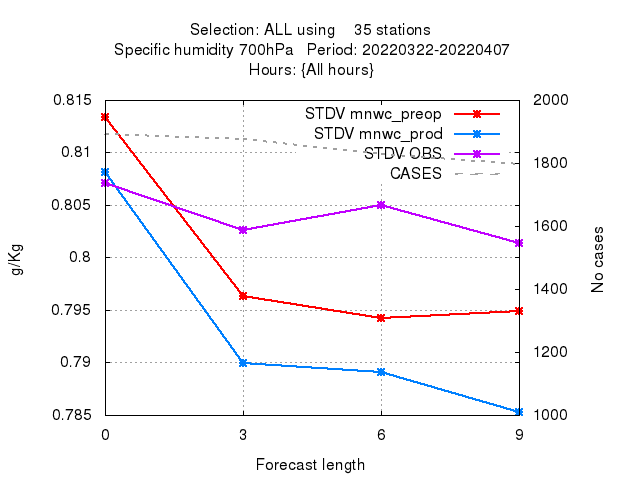 Selection: ALL using 35 stations
Specific humidity 700hPa Period: 20220322-20220407
Hours: {All hours}
0.815
0.81
0.805
0.8
0.795
0.79
0.785
g/Kg
STDV mnwc_preop
STDV mnwc_prod
STDV OBS
CASES
2000
1800
1600
1400
1200
1000
No cases
0 3 6 9
Forecast length